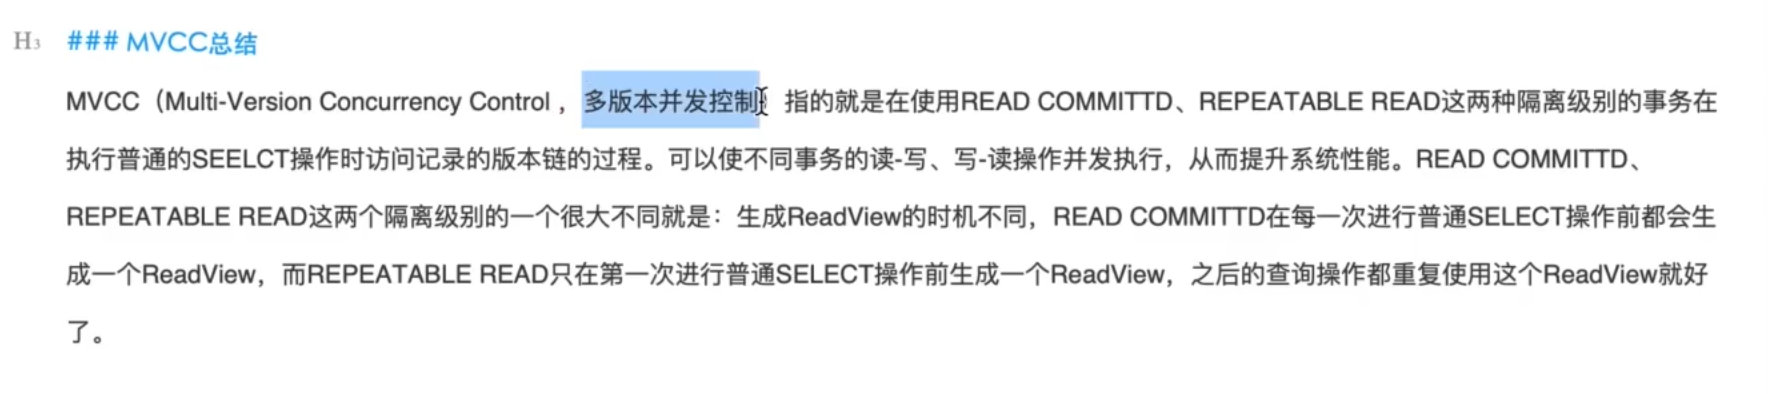 H3 ### MVCC总结
MVCC（Multi-Version Concurrency Control ，多版本并发控制 指的就是在使用READ COMMITTD、REPEATABLE READ这两种隔离级别的事务在
执行普通的SEELCT操作时访问记录的版本链的过程。可以使不同事务的读-写、写-读操作并发执行，从而提升系统性能。READ COMMITTD、
REPEATABLE READ这两个隔离级别的一个很大不同就是：生成ReadView的时机不同，READ COMMITTD在每一次进行普通SELECT操作前都会生
成一个ReadView，而REPEATABLE READ只在第一次进行普通SELECT操作前生成一个ReadView，之后的查询操作都重复使用这个ReadView就好
了。